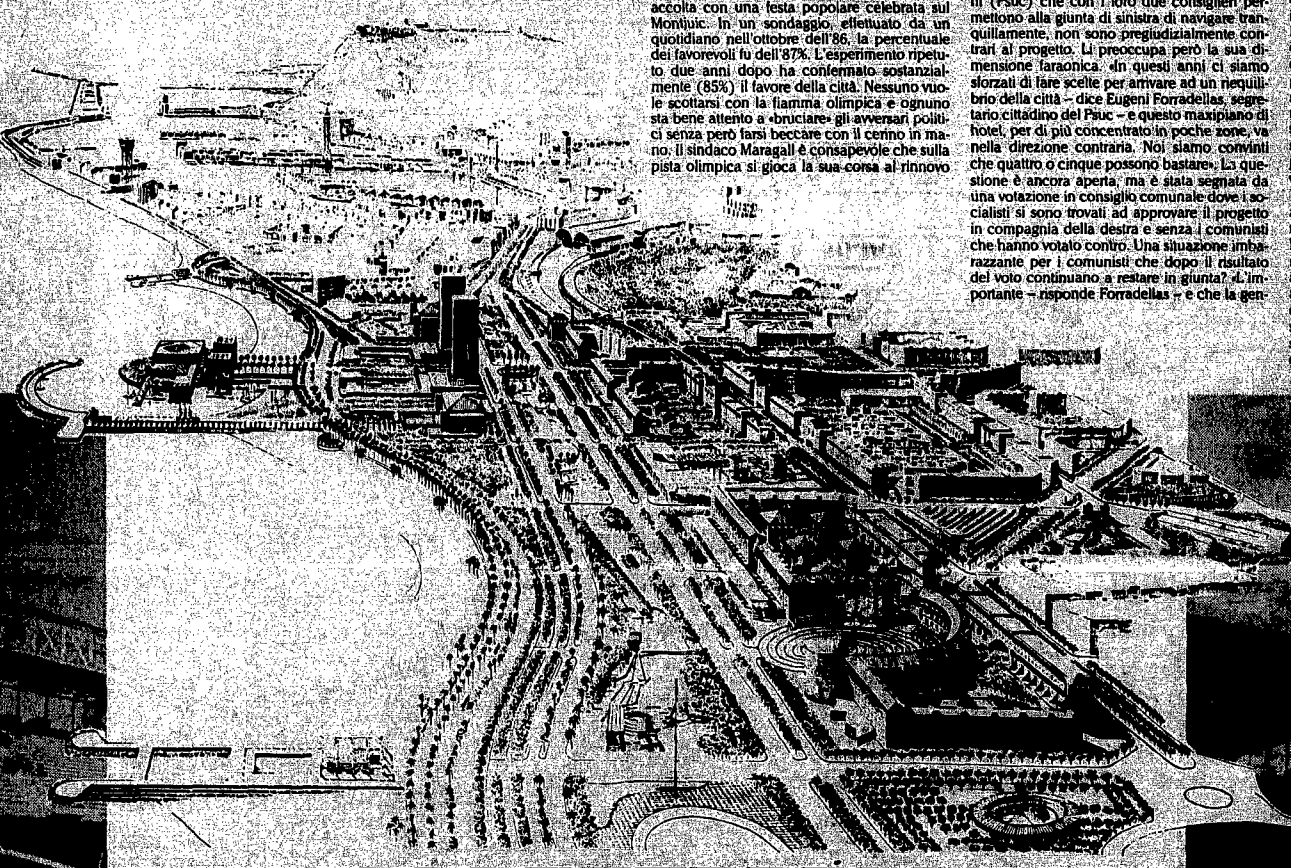 accolta con una festa popolare celebrata sul
Montjuic. In un sondaggio, effettuato da un
quotidiano nell'ottobre dell'86, la percentuale
dei favorevoli fu dell'87%. L'esperimento ripetu-
to due anni dopo ha confermato sostanzial-
mente (85%) il favore della città. Nessuno vuo-
le scottarsi con la fiamma olimpica e ognuno
sta bene attento a «bruciare» gli avversari politi-
ci senza però farsi beccare con il cerino in ma-
no. Il sindaco Maragall è consapevole che sulla
pista olimpica si gioca la sua corsa al rinnovo
ni (Psuc) che con i loro due consiglieri per-
mettono alla giunta di sinistra di navigare tran-
quillamente, non sono pregiudizialmente con-
trari al progetto. Li preoccupa però la sua di-
mensione faraonica. «In questi anni ci siamo
sforzati di fare scelte per arrivare ad un riequili-
brio della città – dice Eugeni Forradellas, segre-
tario cittadino del Psuc – e questo maxipiano di
hotel, per di più concentrato in poche zone, va
nella direzione contraria. Noi siamo convinti
che quattro o cinque possono bastare». La que-
stione è ancora aperta, ma è stata segnata da
una votazione in consiglio comunale dove i so-
cialisti si sono trovati ad approvare il progetto
in compagnia della destra e senza i comunisti
che hanno votato contro. Una situazione imba-
razzante per i comunisti che dopo il risultato
del voto continuano a restare in giunta? «L'im-
portante – risponde Forradellas – è che la gen-